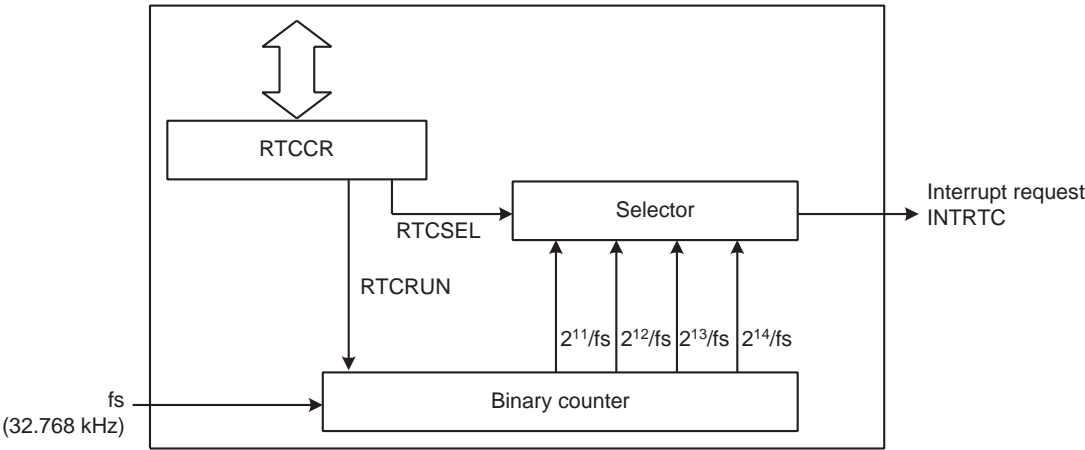 RTCCR
Interrupt request
Selector
INTRTC
RTCSEL
RTCRUN
2¹¹/fs 2¹²/fs 2¹³/fs 2¹⁴/fs
fs
Binary counter
(32.768 kHz)